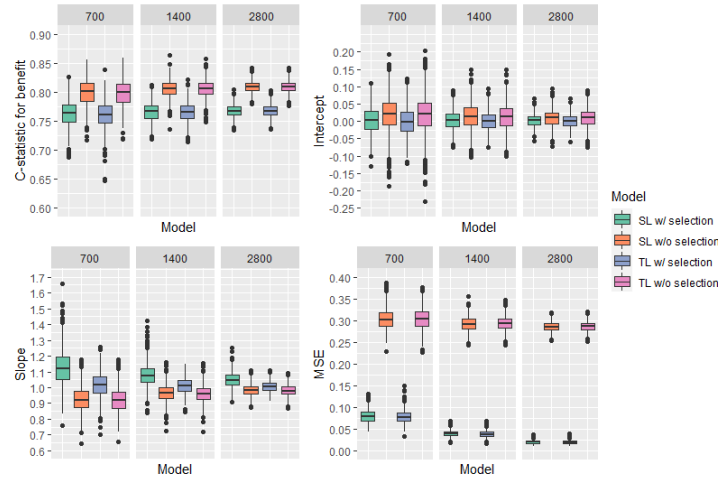 700 1400 2800
C-statistic for benefit
0.90
0.85
0.80
0.75
0.70
0.65
0.60
Model
700 1400 2800
Intercept
0.20
0.15
0.10
0.05
0.00
-0.05
-0.10
-0.15
-0.20
-0.25
Model
700 1400 2800
Slope
1.7
1.6
1.5
1.4
1.3
1.2
1.1
1.0
0.9
0.8
0.7
0.6
Model
700 1400 2800
MSE
0.40
0.35
0.30
0.25
0.20
0.15
0.10
0.05
0.00
Model
Model
SL w/ selection
SL w/o selection
TL w/ selection
TL w/o selection